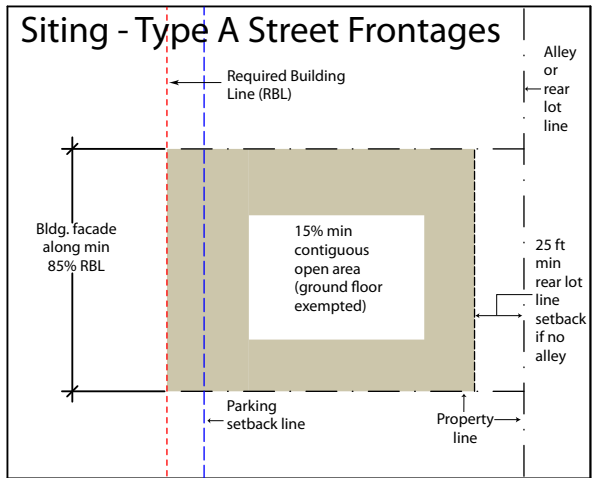 Siting - Type A Street Frontages
Required Building
Line (RBL)
Alley
or
rear
lot
line
Bldg. facade
along min
85% RBL
15% min
contiguous
open area
(ground floor
exempted)
25 ft
min
rear lot
line
setback
if no
alley
Parking
setback line
Property
line